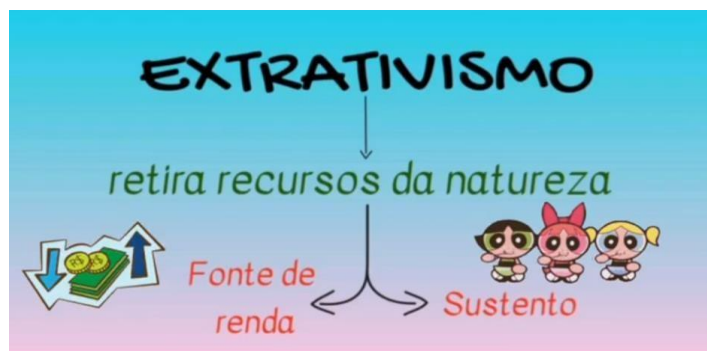 EXTRATIVISMO
retira recursos da natureza
R$ R$
Fonte de
renda
Sustento